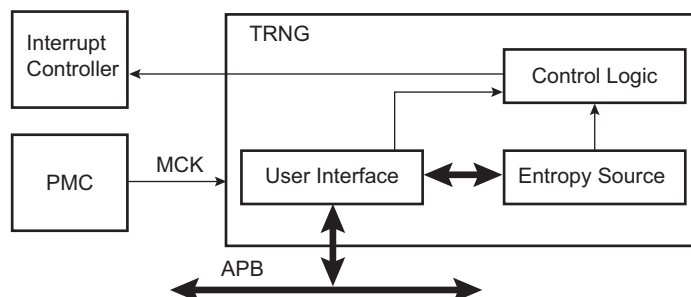 Interrupt
Controller
TRNG
Control Logic
PMC
MCK
User Interface
Entropy Source
APB